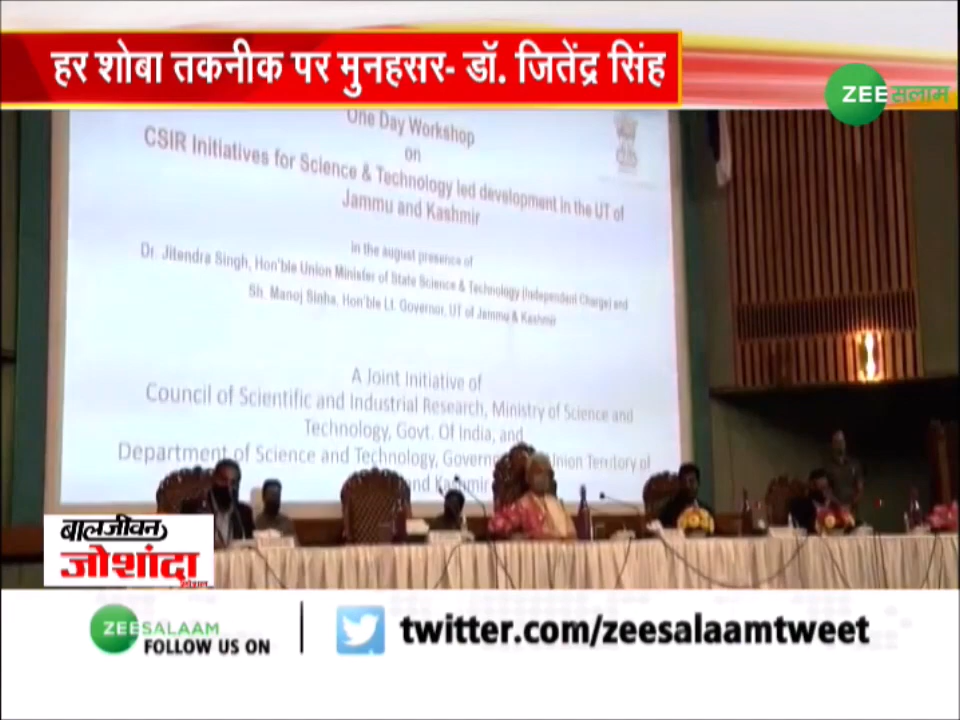 हर शोबा तकनीक पर मुनहसर- डॉ. जितेंद्र सिंह
ZEE सलाम
One Day Workshop
on
CSIR Initiatives for Science & Technology led development in the UT of
Jammu and Kashmir
in the august presence of
Dr. Jitendra Singh, Hon'ble Union Minister of State Science & Technology (Independent Charge) and
Sh. Manoj Sinha, Hon'ble Lt. Governor, UT of Jammu & Kashmir
A Joint Initiative of
Council of Scientific and Industrial Research, Ministry of Science and
Technology, Govt. Of India, and
Department of Science and Technology, Govern Union Territory of
and Kashmir
बालजीवन
जोशांदा
ZEESALAAM
FOLLOW US ON
twitter.com/zeesalaamtweet